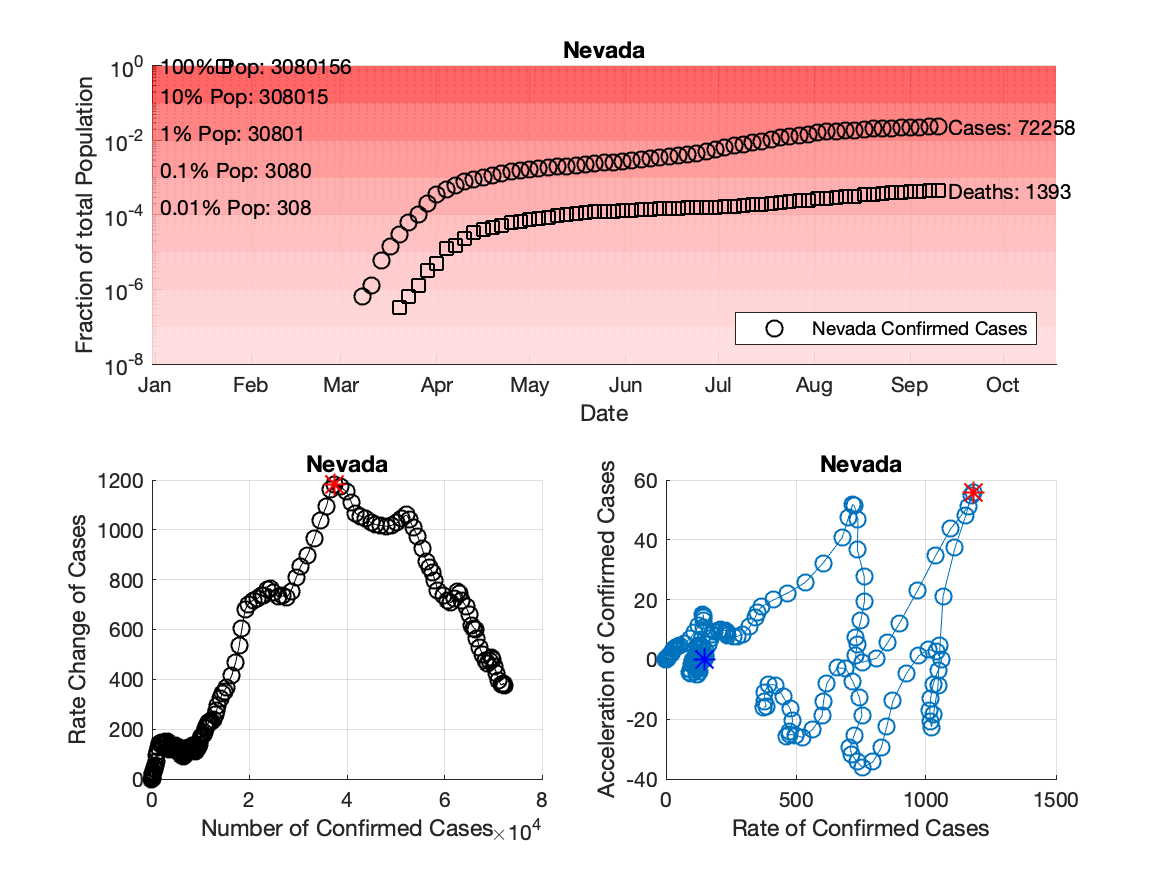 Nevada
Fraction of total Population
10^0
10^-2
10^-4
10^-6
10^-8
100% Pop: 3080156
10% Pop: 308015
1% Pop: 30801
0.1% Pop: 3080
0.01% Pop: 308
Cases: 72258
Deaths: 1393
Nevada Confirmed Cases
Jan Feb Mar Apr May Jun Jul Aug Sep Oct
Date
Nevada
Rate Change of Cases
1200
1000
800
600
400
200
0
0 2 4 6 8
Number of Confirmed Cases ×10^4
Nevada
Acceleration of Confirmed Cases
60
40
20
0
-20
-40
0 500 1000 1500
Rate of Confirmed Cases